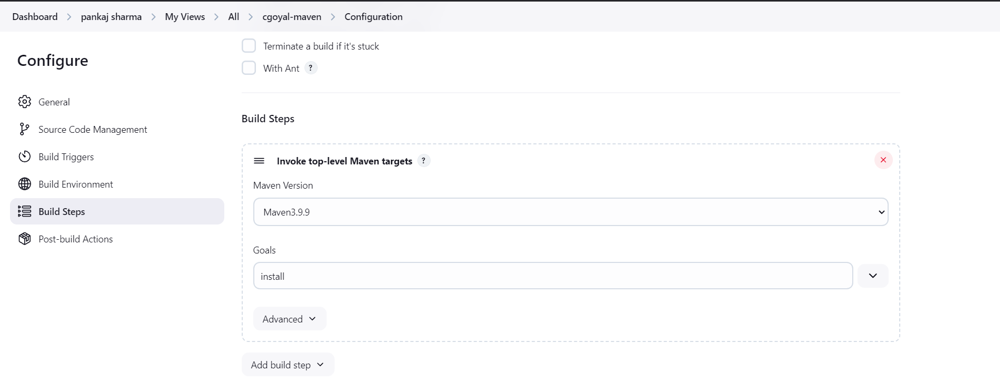 Dashboard > pankaj sharma > My Views > All > cgoyal-maven > Configuration
Configure
General
Source Code Management
Build Triggers
Build Environment
Build Steps
Post-build Actions
Terminate a build if it's stuck
With Ant ?
Build Steps
Invoke top-level Maven targets ?
Maven Version
Maven3.9.9
Goals
install
Advanced
Add build step